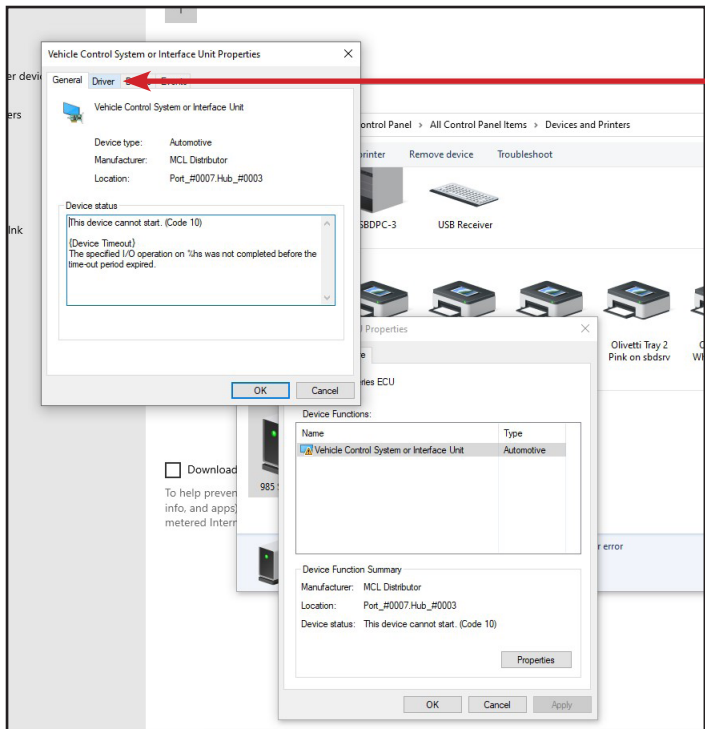 Vehicle Control System or Interface Unit Properties
General Driver
Vehicle Control System or Interface Unit
Device type: Automotive
Manufacturer: MCL Distributor
Location: Port_#0007.Hub_#0003
Device status
This device cannot start. (Code 10)
{Device Timeout}
The specified I/O operation on %hs was not completed before the
time-out period expired.
OK Cancel
er devi
ers
ink
ontrol Panel > All Control Panel Items > Devices and Printers
rinter Remove device Troubleshoot
SBDPC-3 USB Receiver
Olivetti Tray 2
Pink on sbdsrv
Properties
ries ECU
Device Functions:
Name Type
Vehicle Control System or Interface Unit Automotive
Device Function Summary
Manufacturer: MCL Distributor
Location: Port_#0007.Hub_#0003
Device status: This device cannot start. (Code 10)
Properties
OK Cancel Apply
Download
To help preven
info, and apps)
metered Intern
985
r error